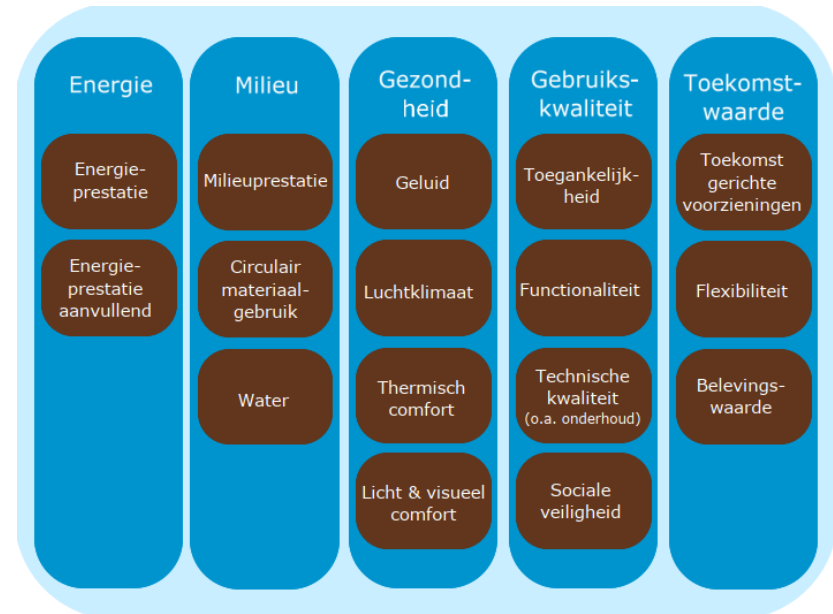 Energie
Energie-
prestatie
Energie-
prestatie
aanvullend
Milieu
Milieuprestatie
Circulair
materiaal-
gebruik
Water
Gezond-
heid
Geluid
Luchtklimaat
Thermisch
comfort
Licht & visueel
comfort
Gebruiks-
kwaliteit
Toegankelijk-
heid
Functionaliteit
Technische
kwaliteit
(o.a. onderhoud)
Sociale
veiligheid
Toekomst-
waarde
Toekomst
gerichte
voorzieningen
Flexibiliteit
Belevings-
waarde